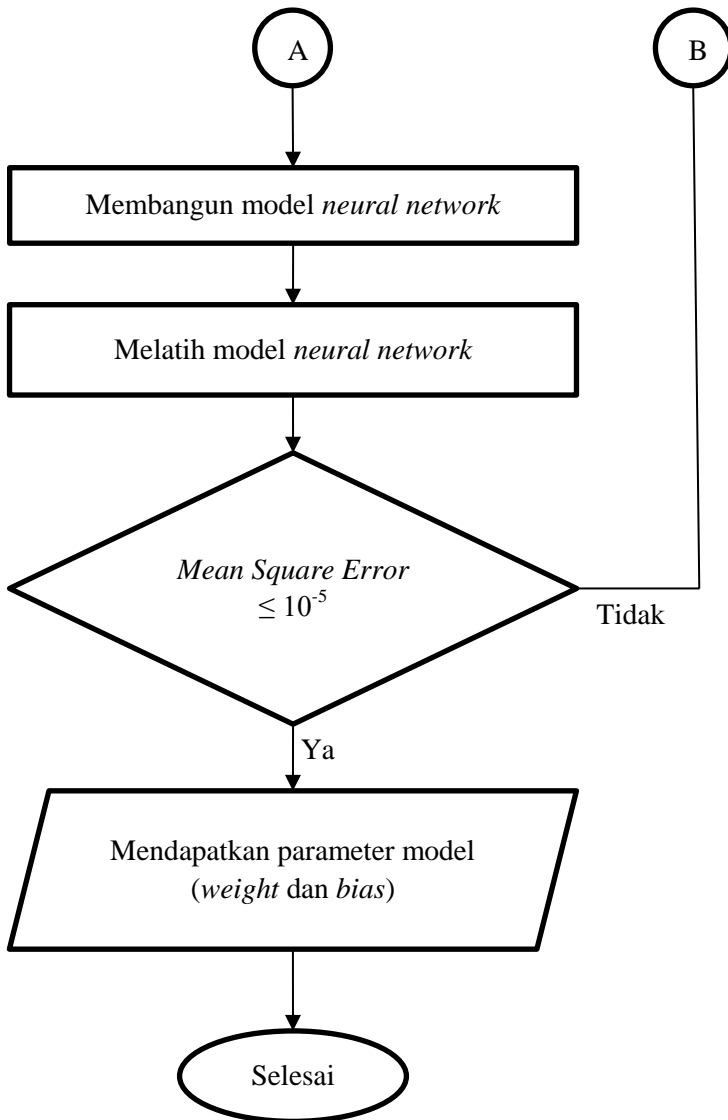 A
B
Membangun model neural network
Melatih model neural network
Mean Square Error
≤ 10⁻⁵
Tidak
Ya
Mendapatkan parameter model
(weight dan bias)
Selesai